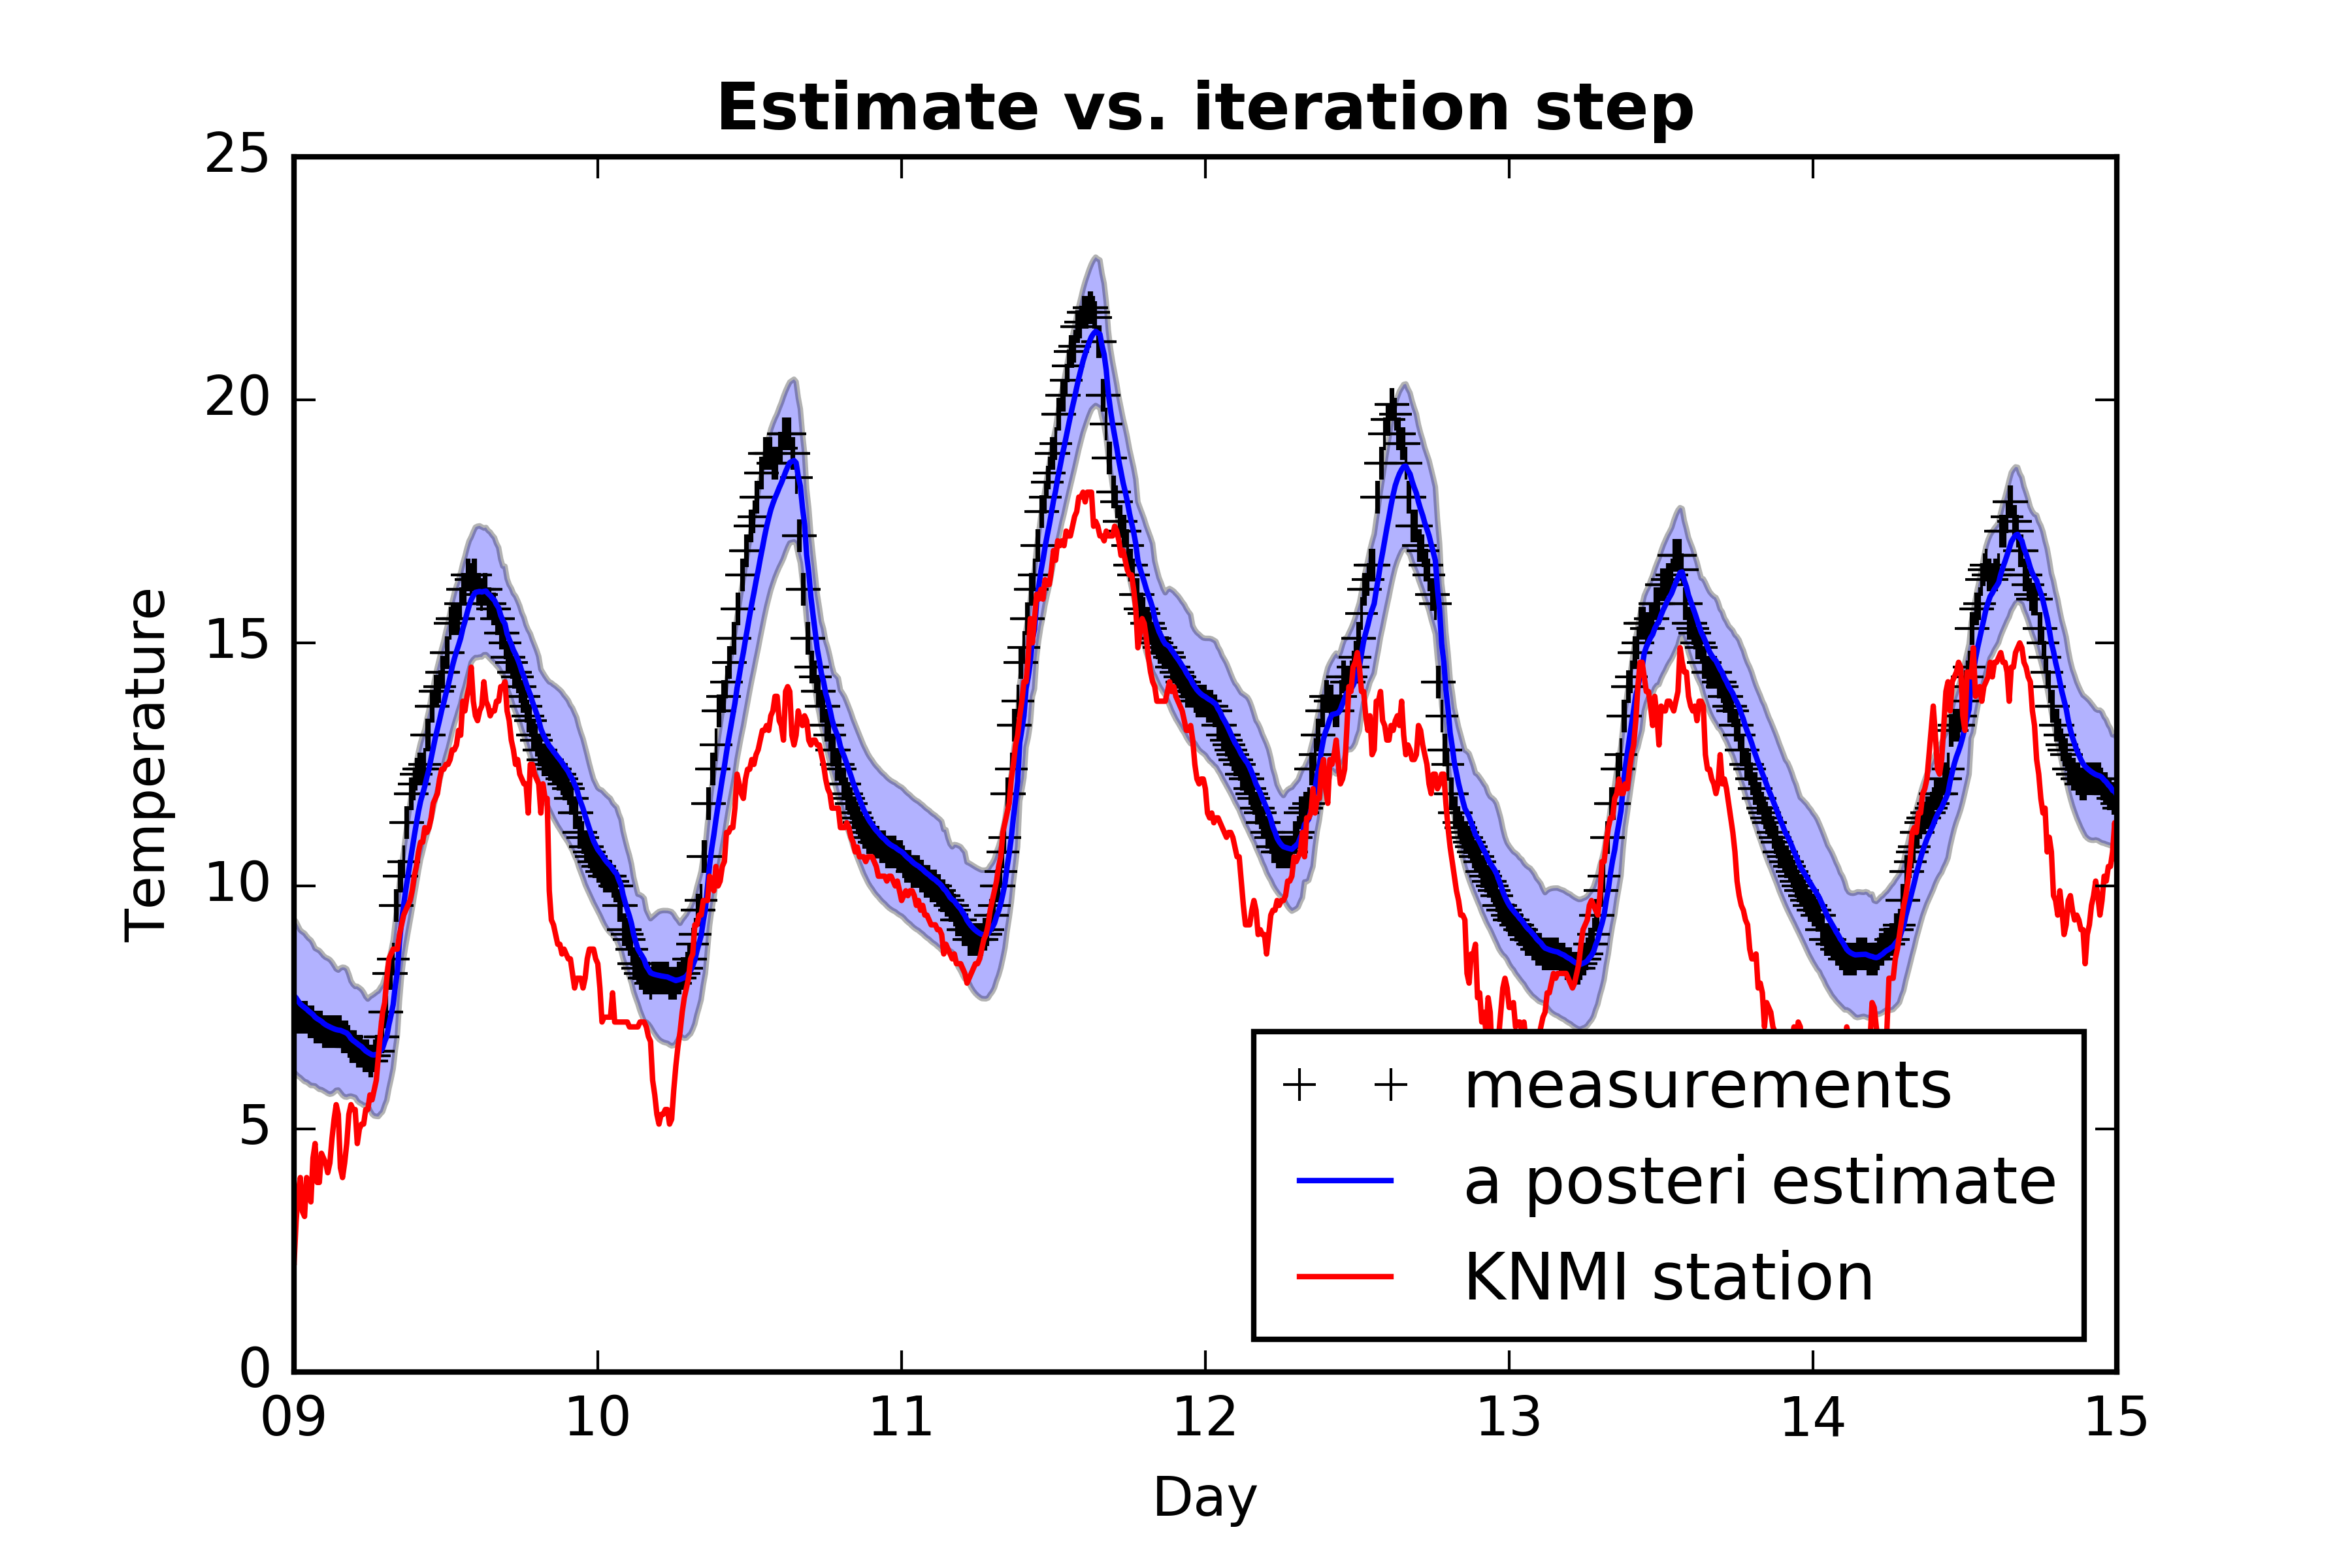 Estimate vs. iteration step
25
20
15
10
5
0
Temperature
09 10 11 12 13 14 15
Day
measurements
a posteri estimate
KNMI station